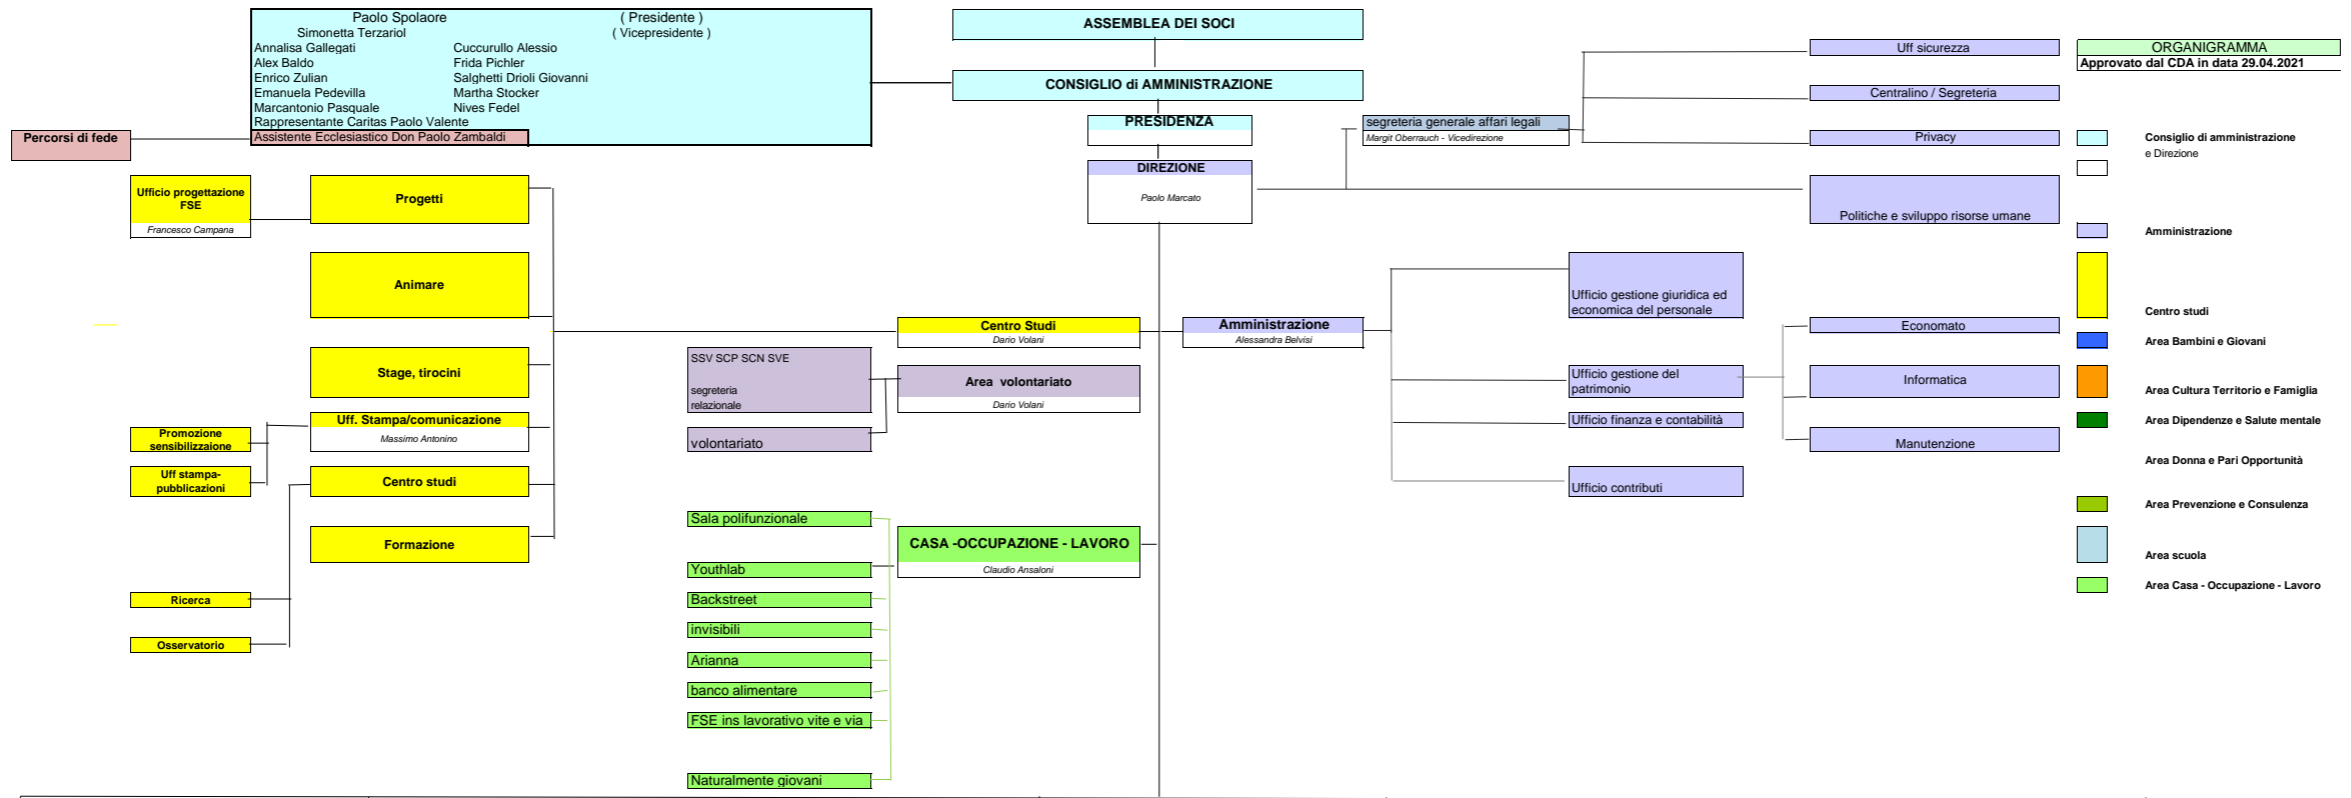 Paolo Spolaore ( Presidente )
Simonetta Terzariol ( Vicepresidente )
Annalisa Gallegati Cuccurullo Alessio
Alex Baldo Frida Pichler
Enrico Zulian Salghetti Drioli Giovanni
Emanuela Pedevilla Martha Stocker
Marcantonio Pasquale Nives Fedel
Rappresentante Caritas Paolo Valente
Assistente Ecclesiastico Don Paolo Zambaldi
Percorsi di fede
ASSEMBLEA DEI SOCI
CONSIGLIO di AMMINISTRAZIONE
PRESIDENZA
DIREZIONE
Paolo Marcato
segreteria generale affari legali
Margit Oberrauch - Vicedirezione
Uff sicurezza
Centralino / Segreteria
Privacy
Politiche e sviluppo risorse umane
ORGANIGRAMMA
Approvato dal CDA in data 29.04.2021
Consiglio di amministrazione
e Direzione
Amministrazione
Centro studi
Area Bambini e Giovani
Area Cultura Territorio e Famiglia
Area Dipendenze e Salute mentale
Area Donna e Pari Opportunità
Area Prevenzione e Consulenza
Area scuola
Area Casa - Occupazione - Lavoro
Ufficio progettazione
FSE
Francesco Campana
Progetti
Animare
Stage, tirocini
Uff. Stampa/comunicazione
Massimo Antonino
Promozione
sensibilizzaione
Uff stampa-
pubblicazioni
Centro studi
Formazione
Ricerca
Osservatorio
Centro Studi
Dario Volani
SSV SCP SCN SVE
segreteria
relazionale
volontariato
Area volontariato
Dario Volani
Amministrazione
Alessandra Belvisi
Ufficio gestione giuridica ed
economica del personale
Ufficio gestione del
patrimonio
Ufficio finanza e contabilità
Ufficio contributi
Economato
Informatica
Manutenzione
CASA -OCCUPAZIONE - LAVORO
Claudio Ansaloni
Sala polifunzionale
Youthlab
Backstreet
invisibili
Arianna
banco alimentare
FSE ins lavorativo vite e via
Naturalmente giovani